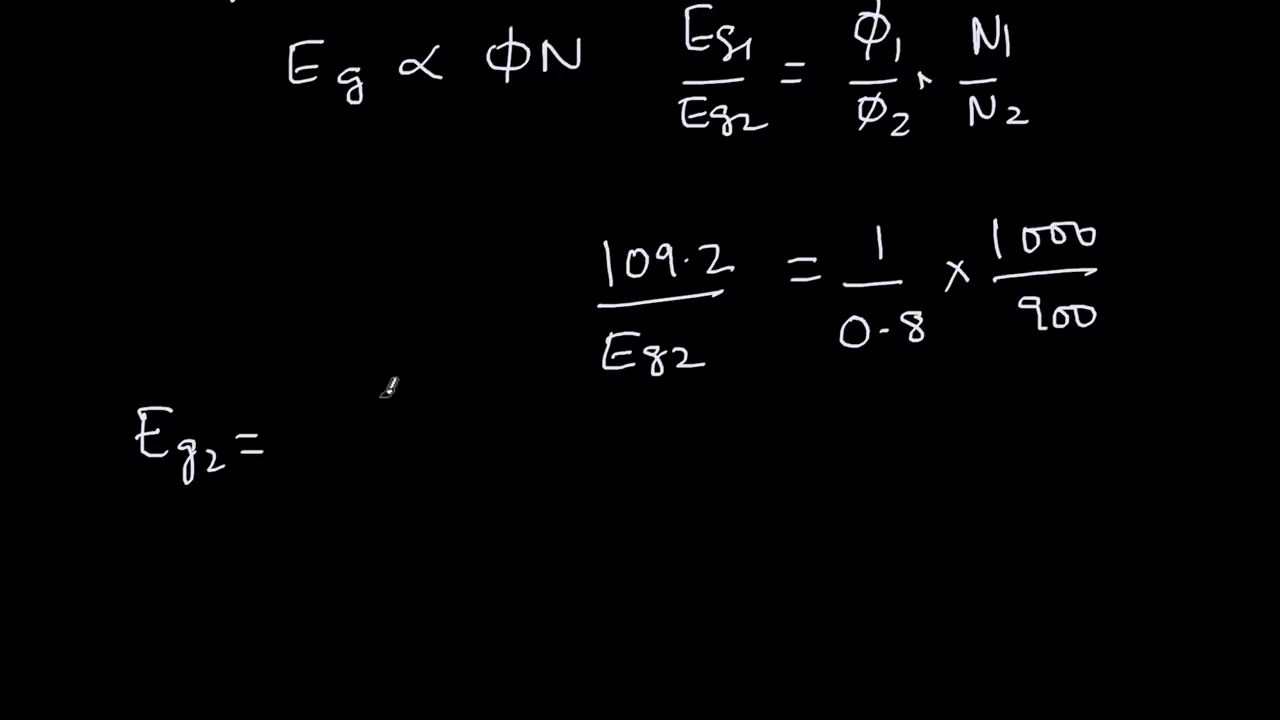 Eg ∝ ΦN   Eg1/Eg2 = Φ1/Φ2 × N1/N2
109.2/Eg2 = 1/0.8 × 1000/900
Eg2 =